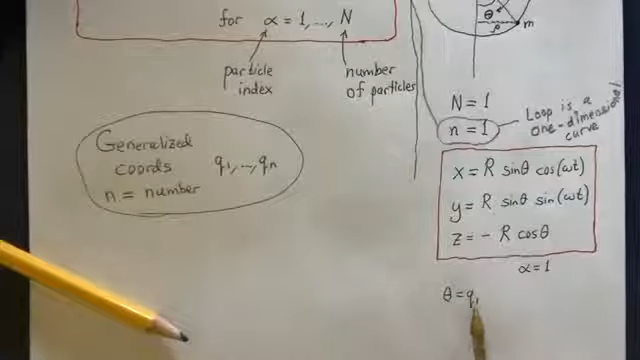 for α = 1, ..., N
particle
index
number
of particles
Generalized
coords q₁, ..., qₙ
n = number
θ
ρ
m
N = 1
n = 1
Loop is a
one-dimensional
curve
x = R sinθ cos(ωt)
y = R sinθ sin(ωt)
z = - R cosθ
α = 1
θ = q₁